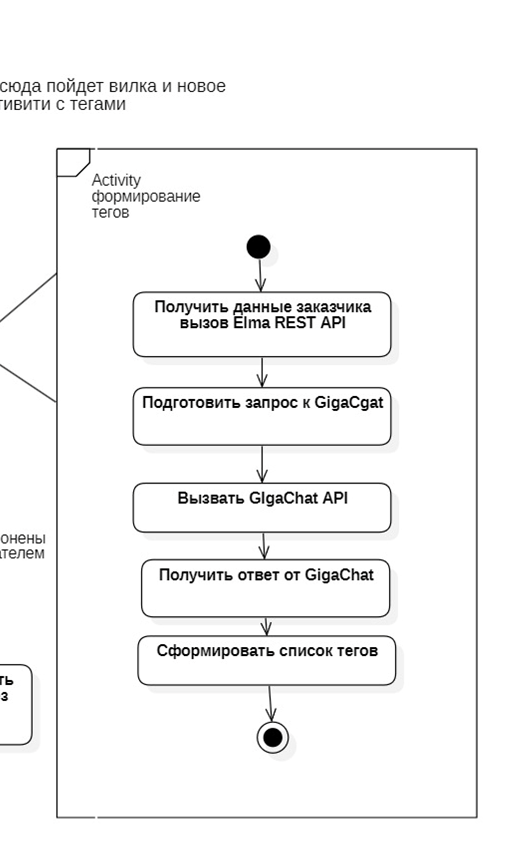 сюда пойдет вилка и новое
тивити с тегами
Activity
формирование
тегов
Получить данные заказчика
вызов Elma REST API
Подготовить запрос к GigaCgat
Вызвать GIgaChat API
Получить ответ от GigaChat
онены
ателем
Сформировать список тегов
ть
з